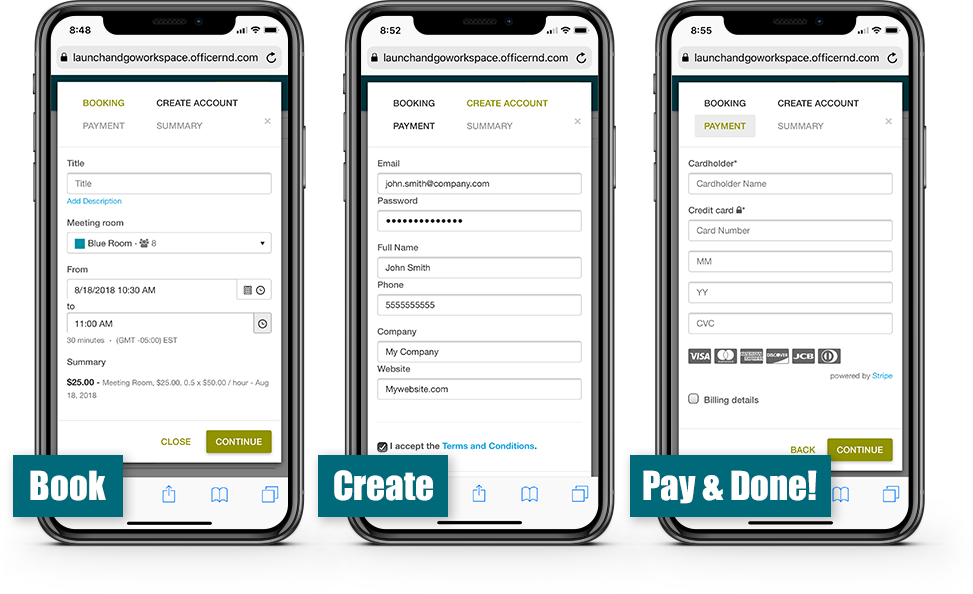 8:48
launchandgoworkspace.officernd.com
BOOKING CREATE ACCOUNT
PAYMENT SUMMARY ×
Title
Title
Add Description
Meeting room
Blue Room · 8
From
8/18/2018 10:30 AM
to
11:00 AM
30 minutes · (GMT -05:00) EST
Summary
$25.00 - Meeting Room, $25.00, 0.5 x $50.00 / hour - Aug
18, 2018
CLOSE CONTINUE
Book
8:52
launchandgoworkspace.officernd.com
BOOKING CREATE ACCOUNT
PAYMENT SUMMARY ×
Email
john.smith@company.com
Password
••••••••••••••
Full Name
John Smith
Phone
5555555555
Company
My Company
Website
Mywebsite.com
I accept the Terms and Conditions.
Create
8:55
launchandgoworkspace.officernd.com
BOOKING CREATE ACCOUNT
PAYMENT SUMMARY ×
Cardholder*
Cardholder Name
Credit card *
Card Number
MM
YY
CVC
VISA MasterCard AMERICAN EXPRESS DISCOVER JCB
powered by Stripe
Billing details
BACK CONTINUE
Pay & Done!